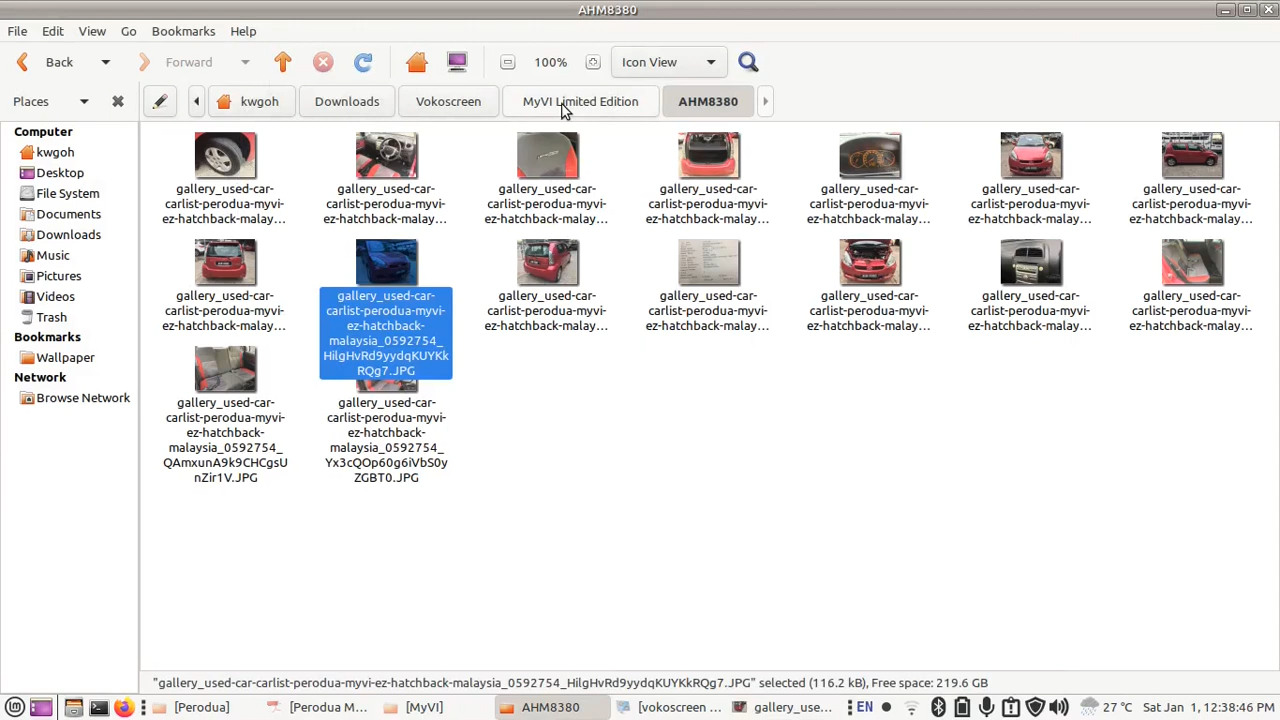 AHM8380
File Edit View Go Bookmarks Help
Back Forward 100% Icon View
Places kwgoh Downloads Vokoscreen MyVI Limited Edition AHM8380
Computer
kwgoh
Desktop
File System
Documents
Downloads
Music
Pictures
Videos
Trash
Bookmarks
Wallpaper
Network
Browse Network
gallery_used-car- gallery_used-car- gallery_used-car- gallery_used-car- gallery_used-car- gallery_used-car- gallery_used-car-
carlist-perodua- carlist-perodua- carlist-perodua- carlist-perodua- carlist-perodua- carlist-perodua- carlist-perodua-myvi-
ez-hatchback-malay... ez-hatchback-malay... ez-hatchback-malay... ez-hatchback-malay... ez-hatchback-malay... ez-hatchback-malay... ez-hatchback-malay...
gallery_used-car- gallery_used-car- gallery_used-car- gallery_used-car- gallery_used-car- gallery_used-car- gallery_used-car-
carlist-perodua-myvi- carlist-perodua-myvi- carlist-perodua-myvi- carlist-perodua-myvi- carlist-perodua-myvi- carlist-perodua-myvi- carlist-perodua-myvi-
ez-hatchback-malay... ez-hatchback- ez-hatchback-malay... ez-hatchback-malay... ez-hatchback-malay... ez-hatchback-malay... ez-hatchback-malay...
malaysia_0592754_
HilgHvRd9yydqKUYKk
RQg7.JPG
gallery_used-car- gallery_used-car-
carlist-perodua-myvi- carlist-perodua-myvi-
ez-hatchback- ez-hatchback-
malaysia_0592754_ malaysia_0592754_
QAmxunA9k9CHCgsU Yx3cQOp60g6iVbS0y
nZir1V.JPG ZGBT0.JPG
"gallery_used-car-carlist-perodua-myvi-ez-hatchback-malaysia_0592754_HilgHvRd9yydqKUYKkRQg7.JPG" selected (116.2 kB), Free space: 219.6 GB
[Perodua] [Perodua M... [MyVI] AHM8380 [vokoscreen ... gallery_use... EN 27 °C Sat Jan 1, 12:38:46 PM